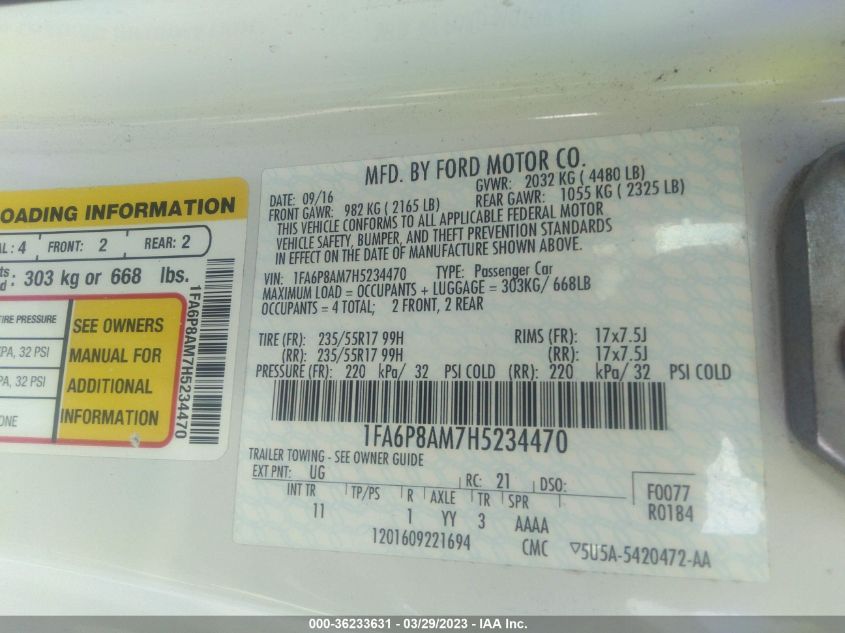 OADING INFORMATION
AL: 4 FRONT: 2 REAR: 2
303 kg or 668 lbs.
TIRE PRESSURE
KPA, 32 PSI
PA, 32 PSI
ONE
SEE OWNERS
MANUAL FOR
ADDITIONAL
INFORMATION
1FA6P8AM7H5234470
MFD. BY FORD MOTOR CO.
DATE: 09/16 GVWR: 2032 KG ( 4480 LB)
FRONT GAWR: 982 KG ( 2165 LB) REAR GAWR: 1055 KG ( 2325 LB)
THIS VEHICLE CONFORMS TO ALL APPLICABLE FEDERAL MOTOR
VEHICLE SAFETY, BUMPER, AND THEFT PREVENTION STANDARDS
IN EFFECT ON THE DATE OF MANUFACTURE SHOWN ABOVE.
VIN: 1FA6P8AM7H5234470 TYPE: Passenger Car
MAXIMUM LOAD = OCCUPANTS + LUGGAGE = 303KG/ 668LB
OCCUPANTS = 4 TOTAL; 2 FRONT, 2 REAR
TIRE (FR): 235/55R17 99H RIMS (FR): 17x7.5J
(RR): 235/55R17 99H (RR): 17x7.5J
PRESSURE (FR): 220 kPa/ 32 PSI COLD (RR): 220 kPa/ 32 PSI COLD
1FA6P8AM7H5234470
TRAILER TOWING - SEE OWNER GUIDE
EXT PNT: UG RC: 21 DSO: F0077
INT TR TP/PS R AXLE TR SPR R0184
11 1 YY 3 AAAA
1201609221694 CMC ▽5U5A-5420472-AA
000-36233631 - 03/29/2023 - IAA Inc.